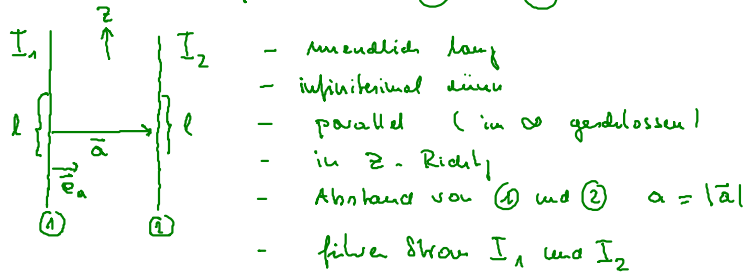 z
I₁ I₂
- unendlich lang
- infinitesimal dünn
l l - parallel (im ∞ geschlossen)
a⃗
- in z-Richtg
e⃗ₐ
① ② - Abstand von ① und ② a = |a⃗|
- führen Strom I₁ und I₂